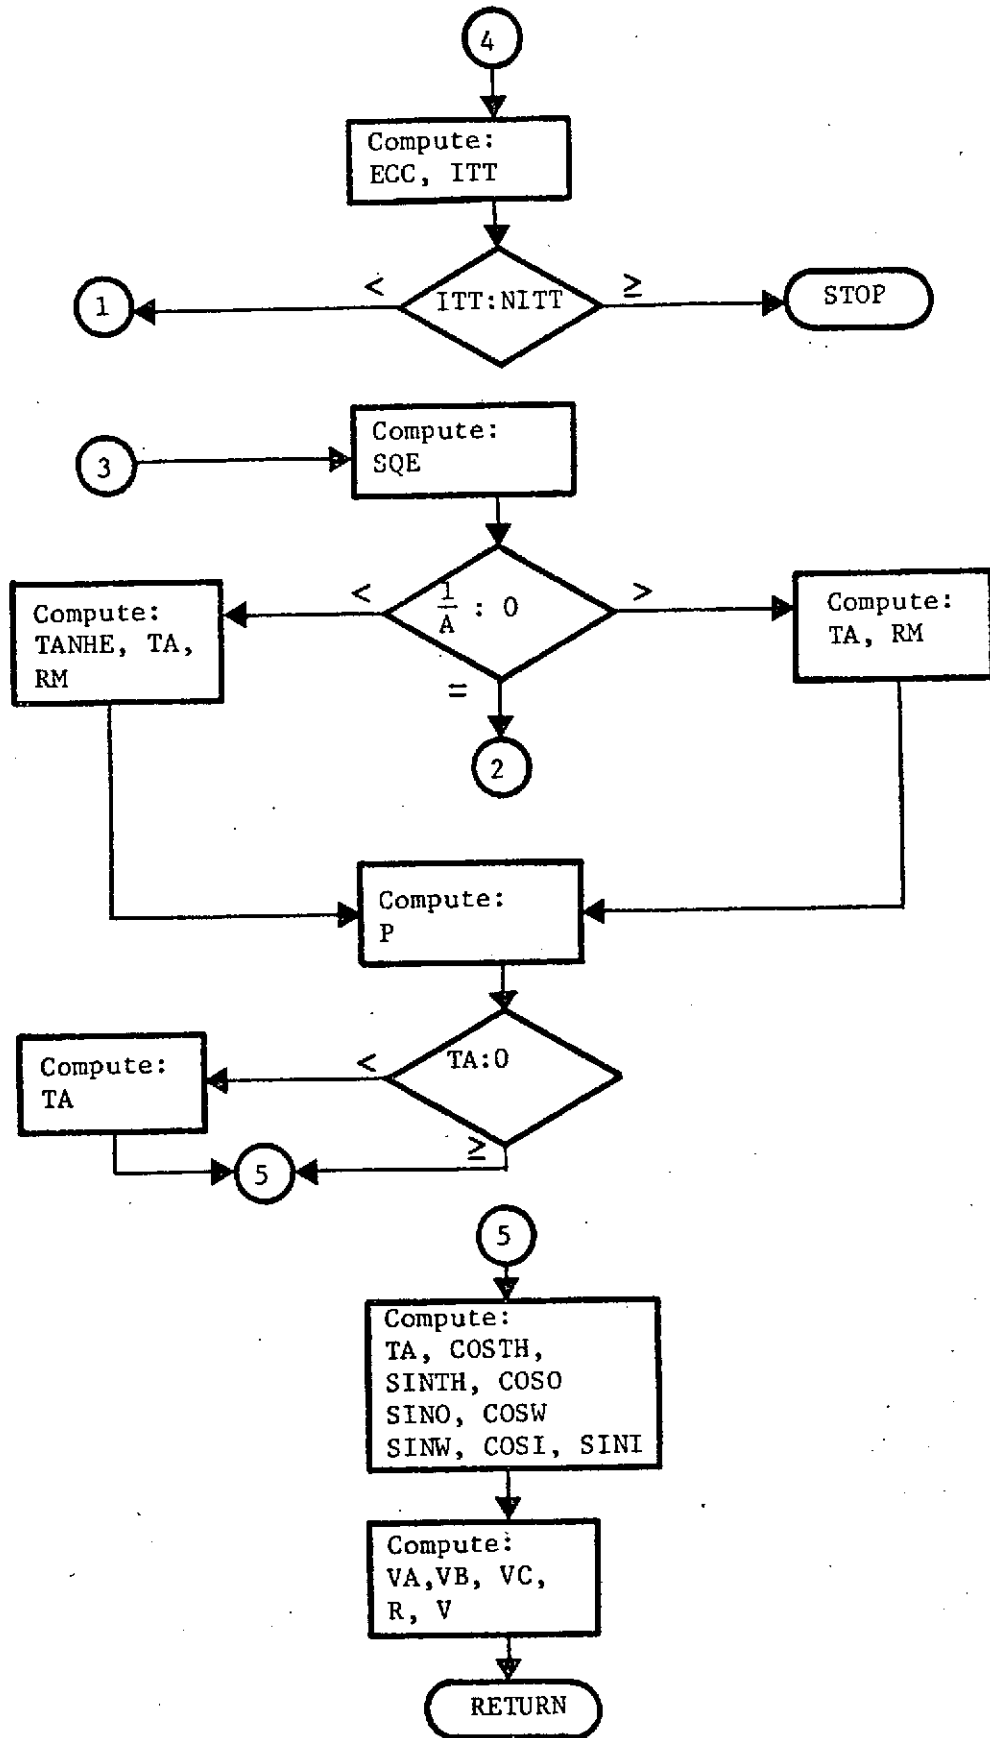 4
Compute:
ECC, ITT
<
ITT:NITT
≥
1
STOP
3
Compute:
SQE
<
1
A
: 0
>
=
Compute:
TANHE, TA,
RM
Compute:
TA, RM
2
Compute:
P
TA:0
<
≥
Compute:
TA
5
5
Compute:
TA, COSTH,
SINTH, COSO
SINO, COSW
SINW, COSI, SINI
Compute:
VA,VB, VC,
R, V
RETURN